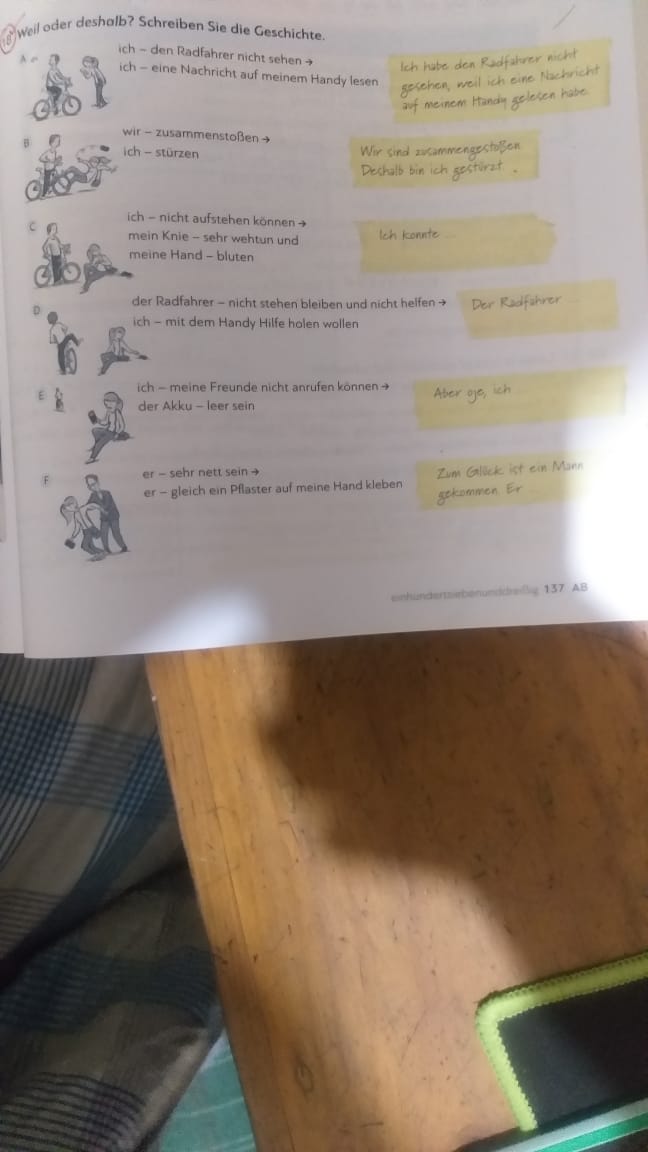 18 Weil oder deshalb? Schreiben Sie die Geschichte.
A
ich – den Radfahrer nicht sehen →
ich – eine Nachricht auf meinem Handy lesen
Ich habe den Radfahrer nicht
gesehen, weil ich eine Nachricht
auf meinem Handy gelesen habe.
B
wir – zusammenstoßen →
ich – stürzen
Wir sind zusammengestoßen
Deshalb bin ich gestürzt.
C
ich – nicht aufstehen können →
mein Knie – sehr wehtun und
meine Hand – bluten
Ich konnte ...
D
der Radfahrer – nicht stehen bleiben und nicht helfen →
ich – mit dem Handy Hilfe holen wollen
Der Radfahrer ...
E
ich – meine Freunde nicht anrufen können →
der Akku – leer sein
Aber oje, ich ...
F
er – sehr nett sein →
er – gleich ein Pflaster auf meine Hand kleben
Zum Glück ist ein Mann
gekommen. Er ...
einhundertsiebenunddreißig 137 AB